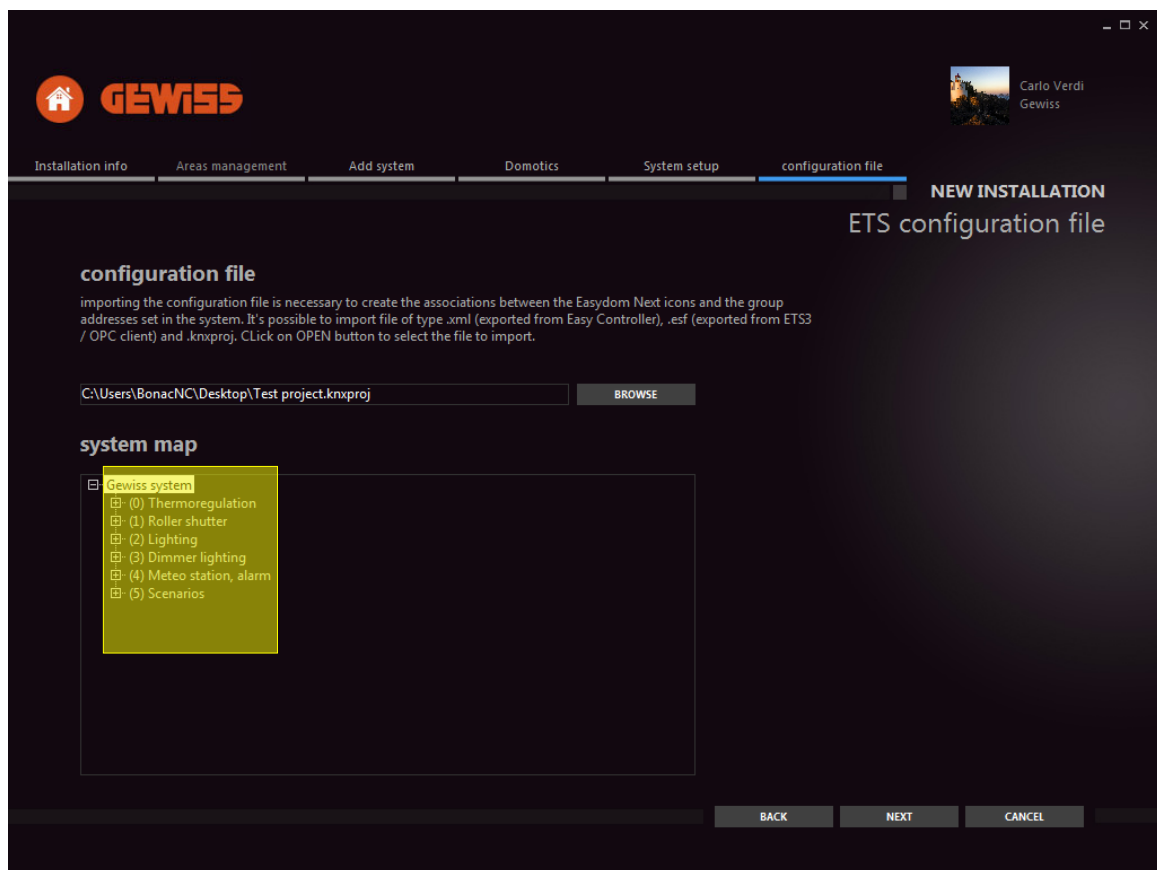 GEWISS
Carlo Verdi
Gewiss
Installation info Areas management Add system Domotics System setup configuration file
NEW INSTALLATION
ETS configuration file
configuration file
importing the configuration file is necessary to create the associations between the Easydom Next icons and the group
addresses set in the system. It's possible to import file of type .xml (exported from Easy Controller), .esf (exported from ETS3
/ OPC client) and .knxproj. CLick on OPEN button to select the file to import.
C:\Users\BonacNC\Desktop\Test project.knxproj BROWSE
system map
Gewiss system
(0) Thermoregulation
(1) Roller shutter
(2) Lighting
(3) Dimmer lighting
(4) Meteo station, alarm
(5) Scenarios
BACK NEXT CANCEL